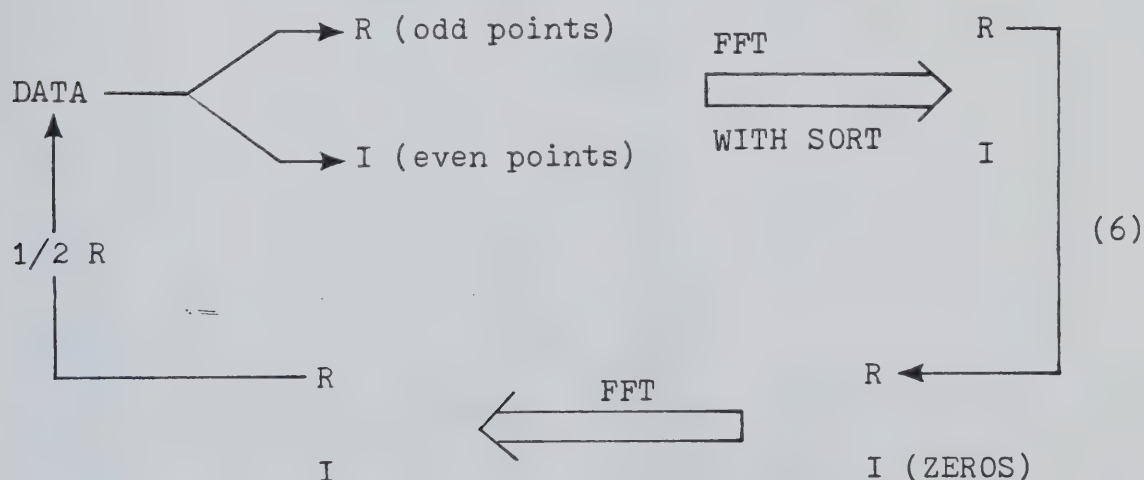 R (odd points)
DATA
I (even points)
FFT
WITH SORT
R
I
(6)
1/2 R
R
I
FFT
R
I (ZEROS)